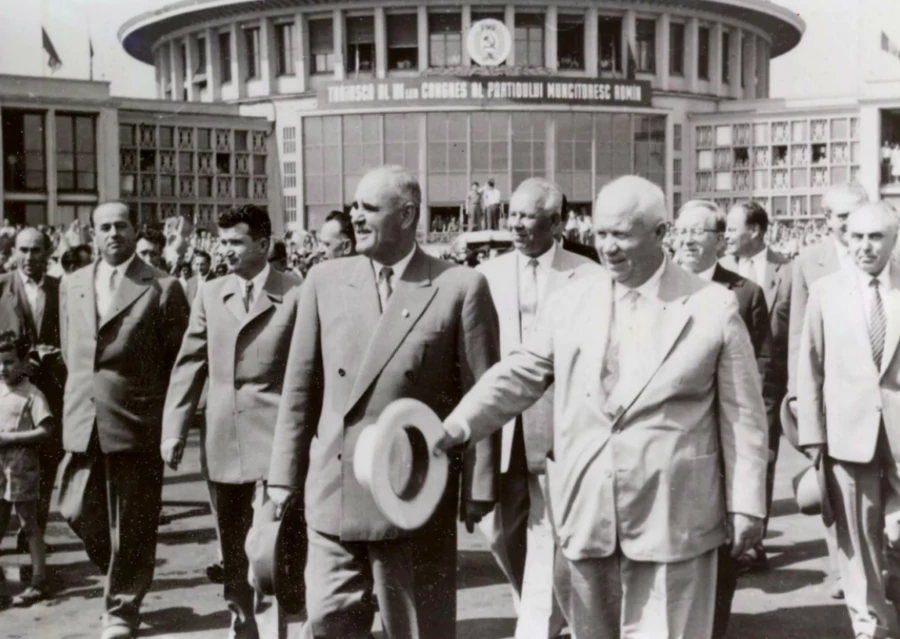 TRĂIASCĂ AL III-LEA CONGRES AL PARTIDULUI MUNCITORESC ROMÎN